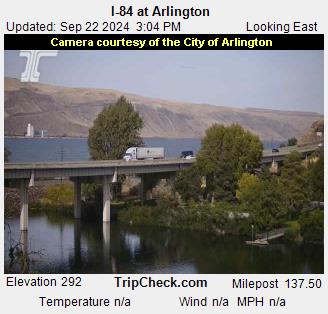 I-84 at Arlington
Updated: Sep 22 2024 3:04 PM Looking East
Camera courtesy of the City of Arlington
Elevation 292 TripCheck.com Milepost 137.50
Temperature n/a Wind n/a MPH n/a